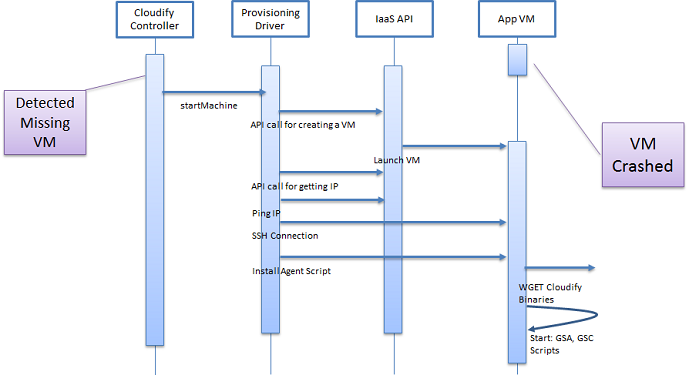 Cloudify
Controller
Provisioning
Driver
IaaS API
App VM
Detected
Missing
VM
VM
Crashed
startMachine
API call for creating a VM
Launch VM
API call for getting IP
Ping IP
SSH Connection
Install Agent Script
WGET Cloudify
Binaries
Start: GSA, GSC
Scripts